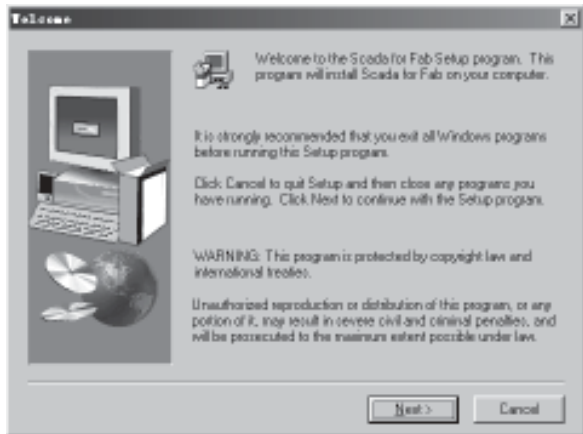 Welcome
Welcome to the Scada for Fab Setup program. This
program will install Scada for Fab on your computer.
It is strongly recommended that you exit all Windows programs
before running this Setup program.
Click Cancel to quit Setup and then close any programs you
have running. Click Next to continue with the Setup program.
WARNING: This program is protected by copyright law and
international treaties.
Unauthorized reproduction or distribution of this program, or any
portion of it, may result in severe civil and criminal penalties, and
will be prosecuted to the maximum extent possible under law.
Next >
Cancel